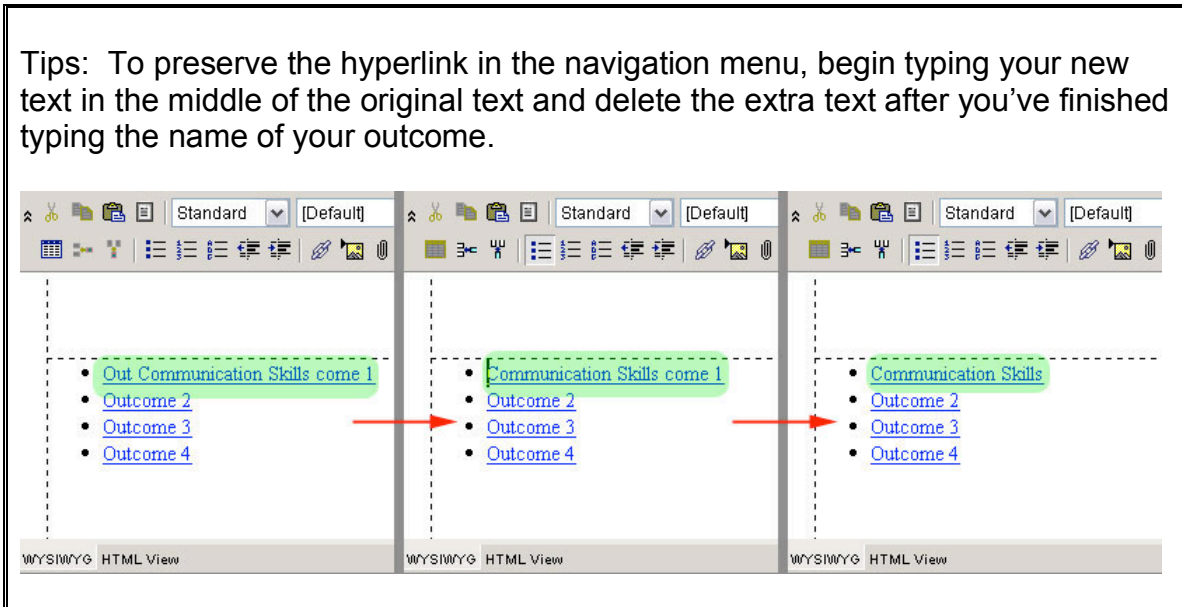 Tips:  To preserve the hyperlink in the navigation menu, begin typing your new
text in the middle of the original text and delete the extra text after you’ve finished
typing the name of your outcome.
Standard [Default]
Out Communication Skills come 1
Outcome 2
Outcome 3
Outcome 4
WYSIWYG HTML View
Standard [Default]
Communication Skills come 1
Outcome 2
Outcome 3
Outcome 4
WYSIWYG HTML View
Standard [Default]
Communication Skills
Outcome 2
Outcome 3
Outcome 4
WYSIWYG HTML View